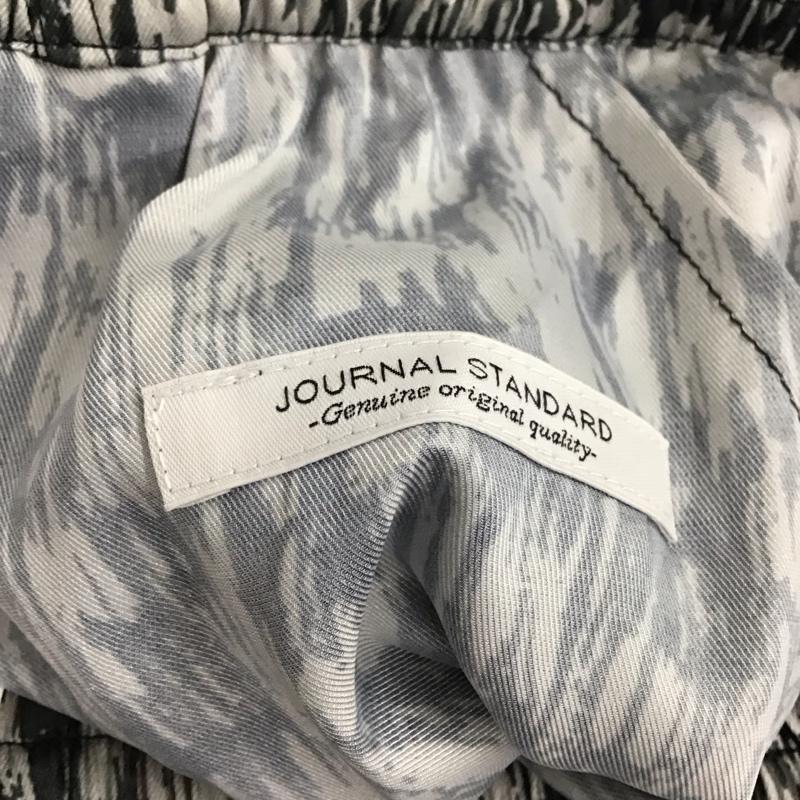 JOURNAL STANDARD
-Genuine original quality-